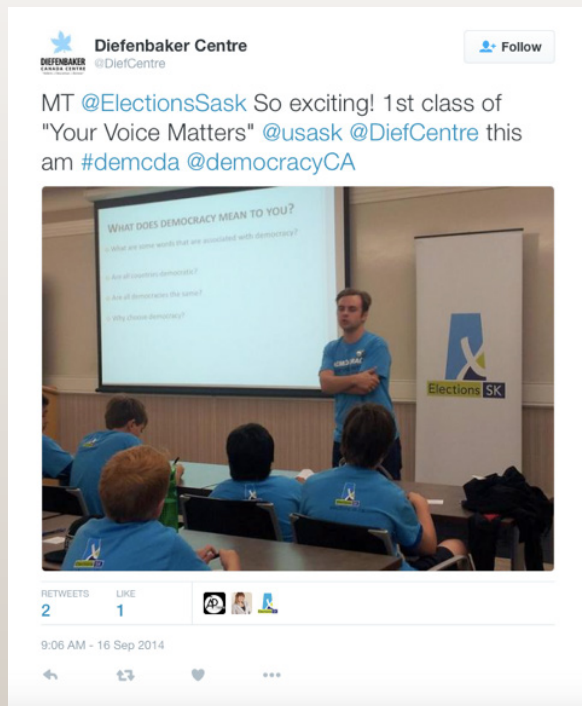 Diefenbaker Centre
@DiefCentre
DIEFENBAKER
CANADA CENTRE
Follow
MT @ElectionsSask So exciting! 1st class of
"Your Voice Matters" @usask @DiefCentre this
am #demcda @democracyCA
WHAT DOES DEMOCRACY MEAN TO YOU?
What are some words that are associated with democracy?
Are all countries democratic?
Are all democracies the same?
Why choose democracy?
Elections SK
RETWEETS
LIKE
2
1
9:06 AM - 16 Sep 2014